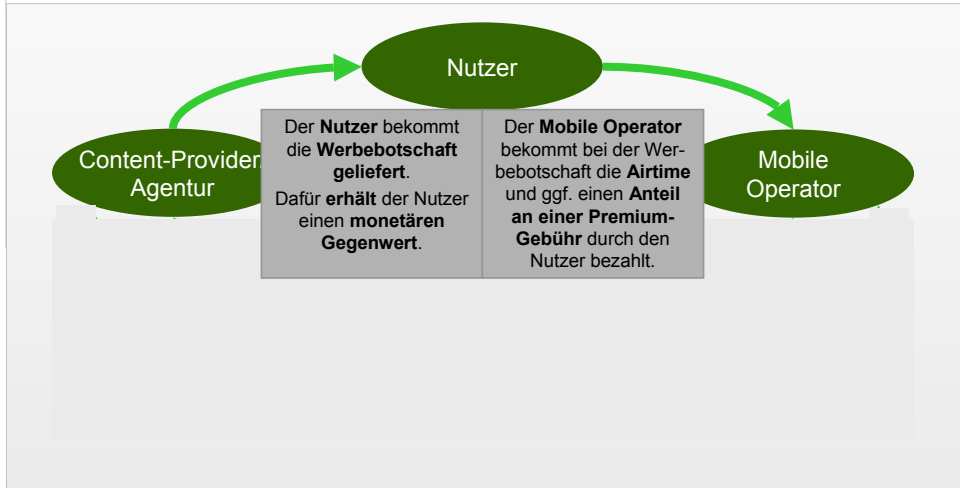 Nutzer
Content-Provider
Agentur
Der Nutzer bekommt
die Werbebotschaft
geliefert.
Dafür erhält der Nutzer
einen monetären
Gegenwert.
Der Mobile Operator
bekommt bei der Wer-
bebotschaft die Airtime
und ggf. einen Anteil
an einer Premium-
Gebühr durch den
Nutzer bezahlt.
Mobile
Operator